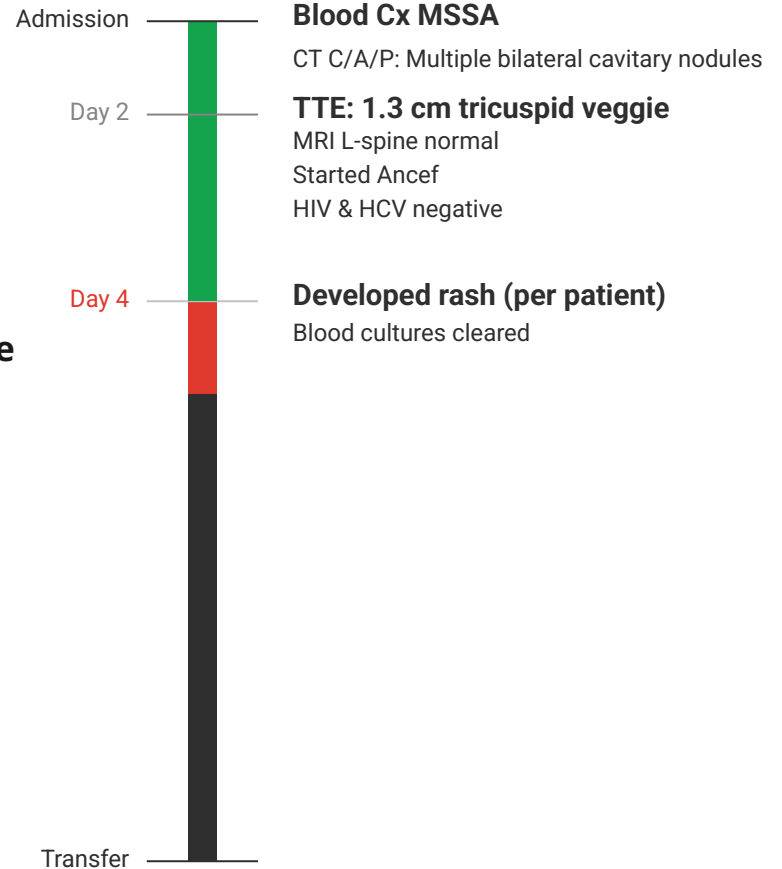 Admission
Blood Cx MSSA
CT C/A/P: Multiple bilateral cavitary nodules
Day 2
TTE: 1.3 cm tricuspid veggie
MRI L-spine normal
Started Ancef
HIV & HCV negative
Day 4
Developed rash (per patient)
Blood cultures cleared
e
Transfer